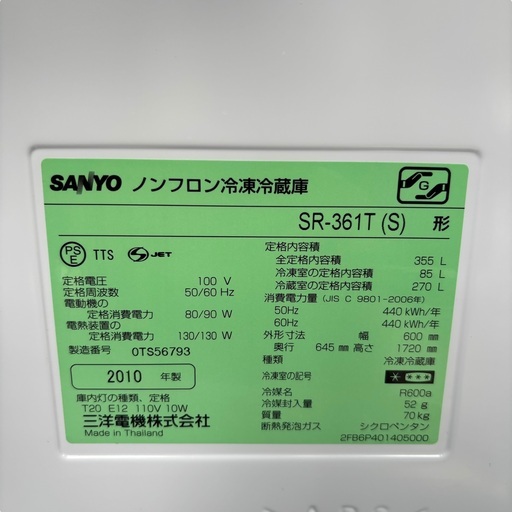 SANYO ノンフロン冷凍冷蔵庫
G
SR-361T (S) 形
PS
E TTS S JET
定格電圧 100 V
定格周波数 50/60 Hz
電動機の
定格消費電力 80/90 W
電熱装置の
定格消費電力 130/130 W
製造番号 0TS56793
2010 年製
庫内灯の種類、定格
T20 E12 110V 10W
三洋電機株式会社
Made in Thailand
定格内容積
全定格内容積 355 L
冷凍室の定格内容積 85 L
冷蔵室の定格内容積 270 L
消費電力量 (JIS C 9801-2006年)
50Hz 440 kWh/年
60Hz 440 kWh/年
外形寸法 幅 600 mm
奥行 645 mm 高さ 1720 mm
種類 冷凍冷蔵庫
冷凍室の記号 * ***
冷媒名 R600a
冷媒封入量 52 g
質量 70 kg
断熱発泡ガス シクロペンタン
2FB6P401405000